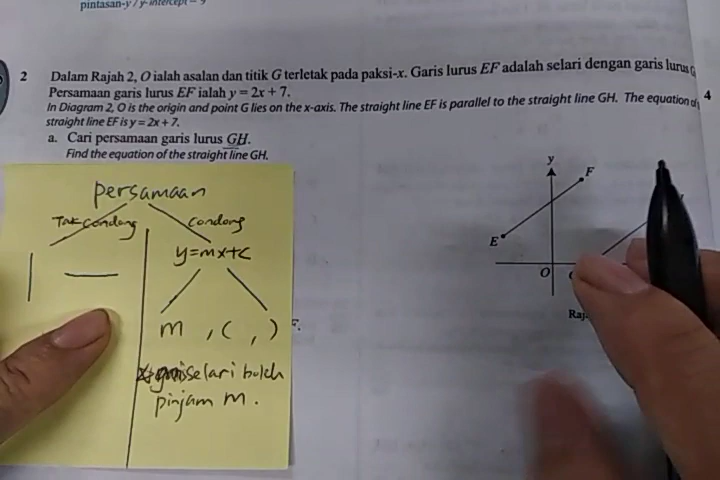 pintasan-y / y-intercept = 9
2 Dalam Rajah 2, O ialah asalan dan titik G terletak pada paksi-x. Garis lurus EF adalah selari dengan garis lurus
Persamaan garis lurus EF ialah y = 2x + 7.
In Diagram 2, O is the origin and point G lies on the x-axis. The straight line EF is parallel to the straight line GH. The equation of
straight line EF is y = 2x + 7.
4
a. Cari persamaan garis lurus GH.
Find the equation of the straight line GH.
persamaan
Tak condong
Condong
y=mx+c
m , ( , )
selari boleh
pinjam m.
y
F
E
O